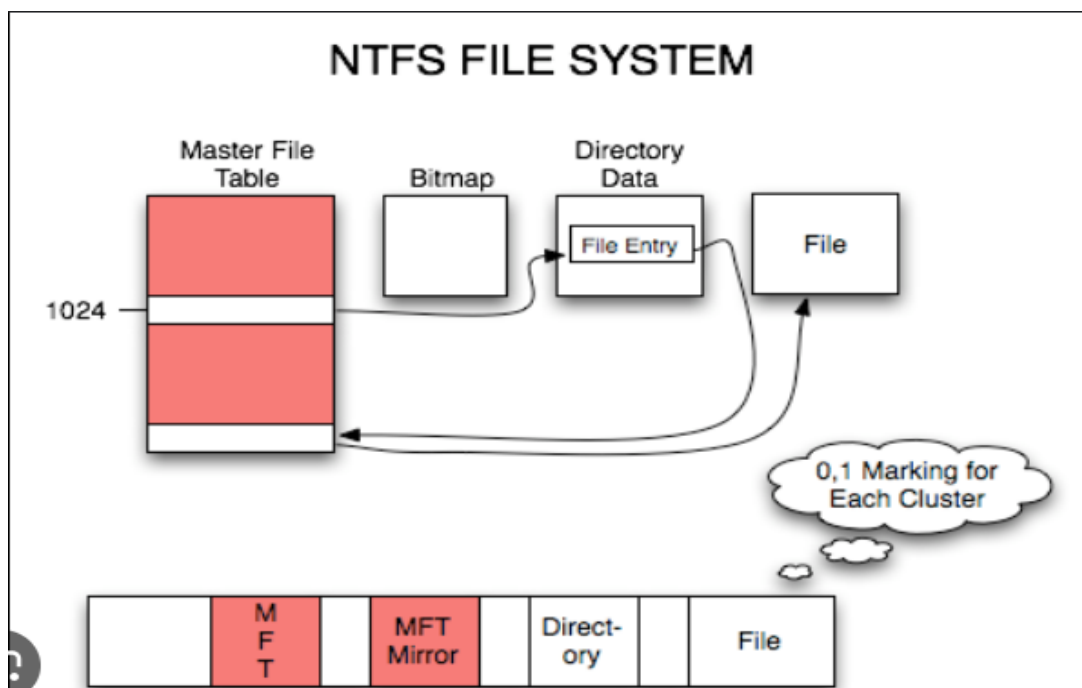 NTFS FILE SYSTEM
Master File
Table
Bitmap
Directory
Data
File Entry
File
1024
0,1 Marking for
Each Cluster
M
F
T
MFT
Mirror
Direct-
ory
File